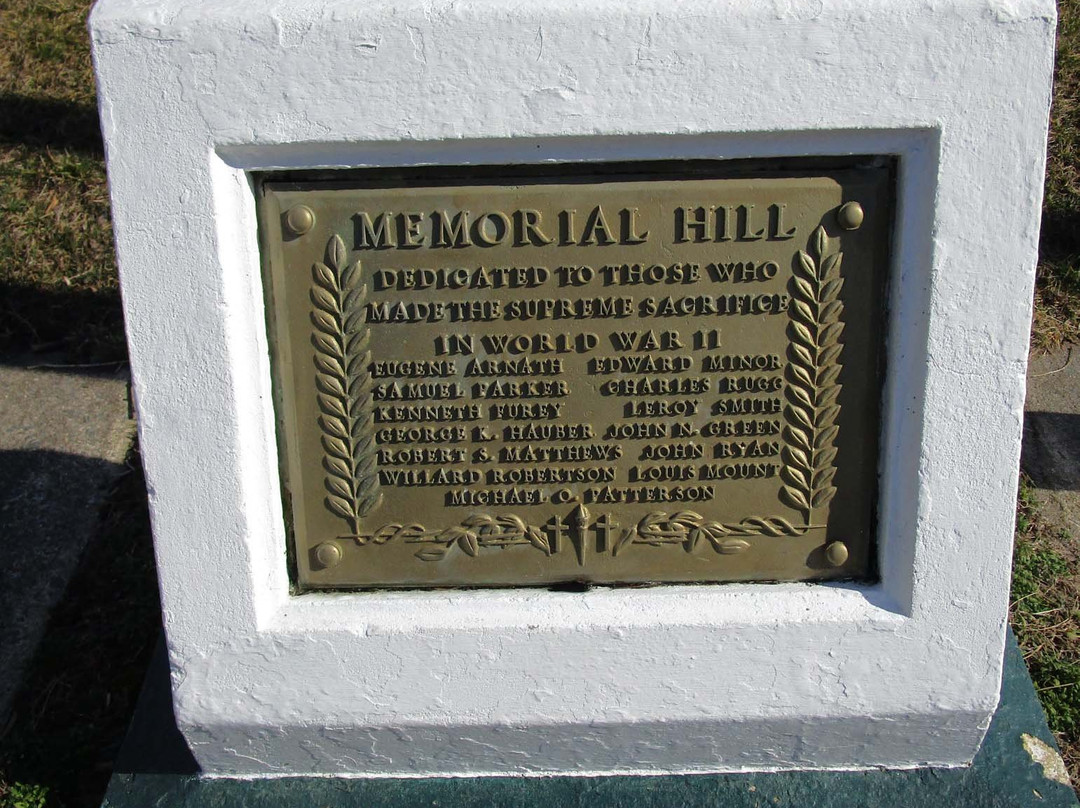 MEMORIAL HILL
DEDICATED TO THOSE WHO
MADE THE SUPREME SACRIFICE
IN WORLD WAR II
EUGENE ARNATH EDWARD MINOR
SAMUEL PARKER CHARLES RUGG
KENNETH FUREY LEROY SMITH
GEORGE K. HAUBER JOHN N. GREEN
ROBERT S. MATTHEWS JOHN RYAN
WILLARD ROBERTSON LOUIS MOUNT
MICHAEL O. PATTERSON